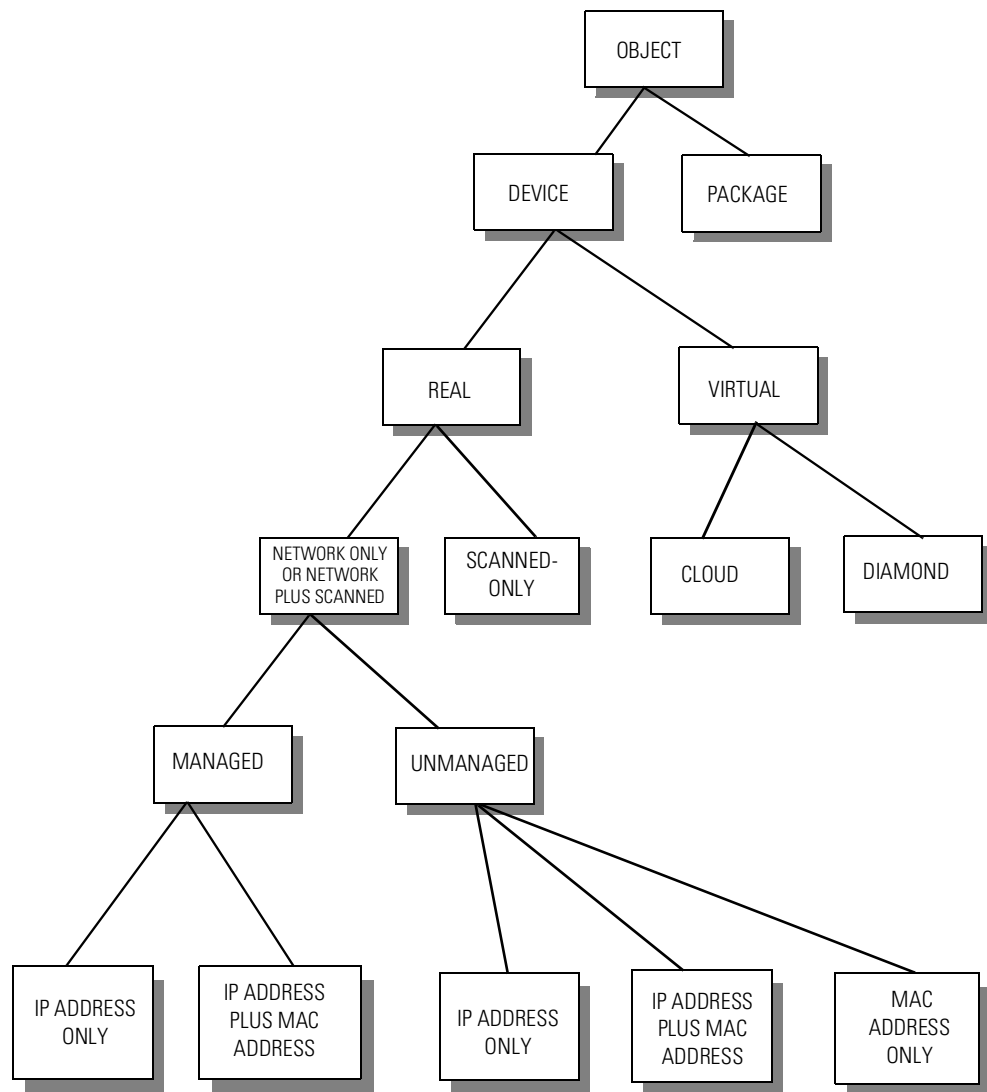 OBJECT
DEVICE
PACKAGE
REAL
VIRTUAL
NETWORK ONLY
OR NETWORK
PLUS SCANNED
SCANNED-
ONLY
CLOUD
DIAMOND
MANAGED
UNMANAGED
IP ADDRESS
ONLY
IP ADDRESS
PLUS MAC
ADDRESS
IP ADDRESS
ONLY
IP ADDRESS
PLUS MAC
ADDRESS
MAC
ADDRESS
ONLY